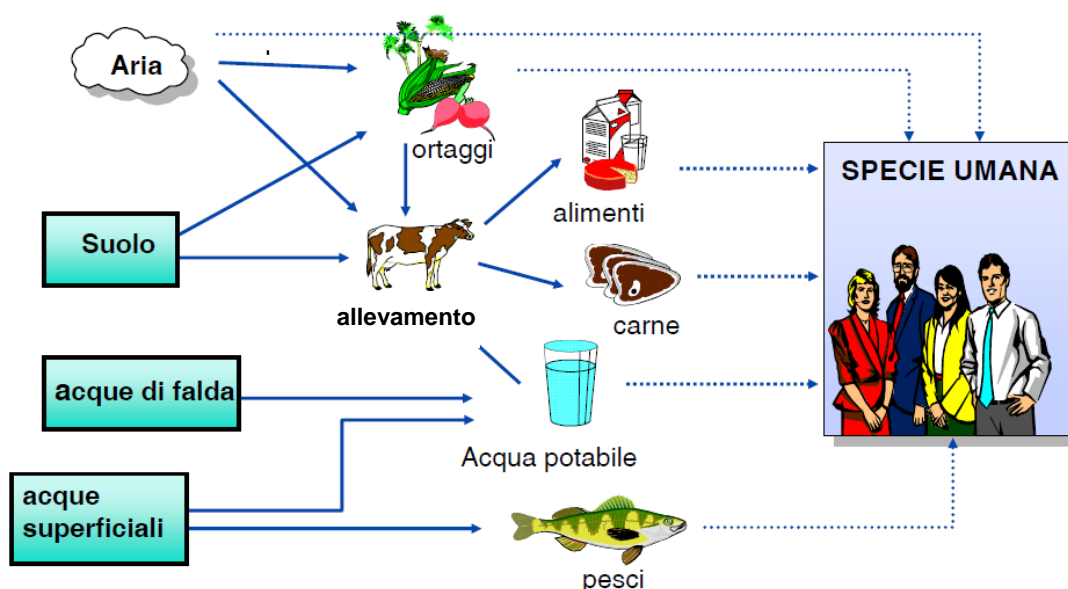 Aria
ortaggi
alimenti
SPECIE UMANA
Suolo
allevamento
carne
acque di falda
Acqua potabile
acque
superficiali
pesci